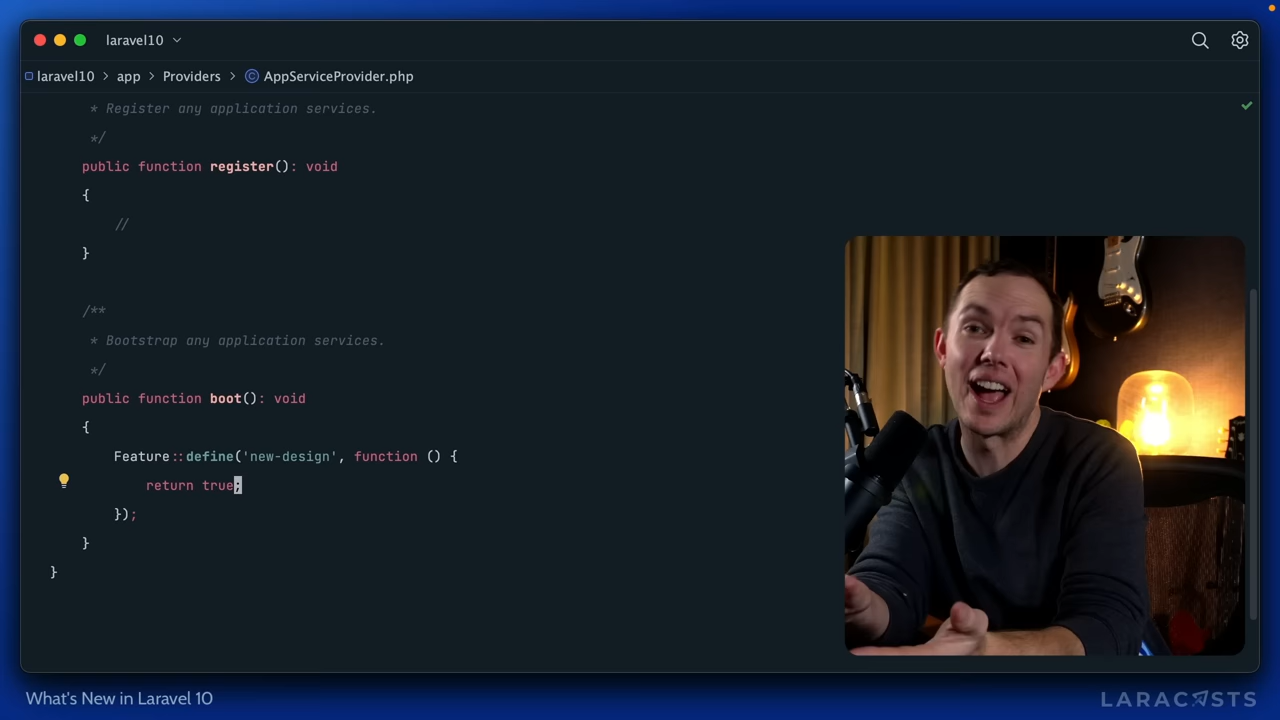 laravel10
laravel10 > app > Providers > © AppServiceProvider.php
* Register any application services.
*/
public function register(): void
{
//
}
/**
* Bootstrap any application services.
*/
public function boot(): void
{
Feature::define('new-design', function () {
return true;
});
}
}
What's New in Laravel 10
LARACASTS